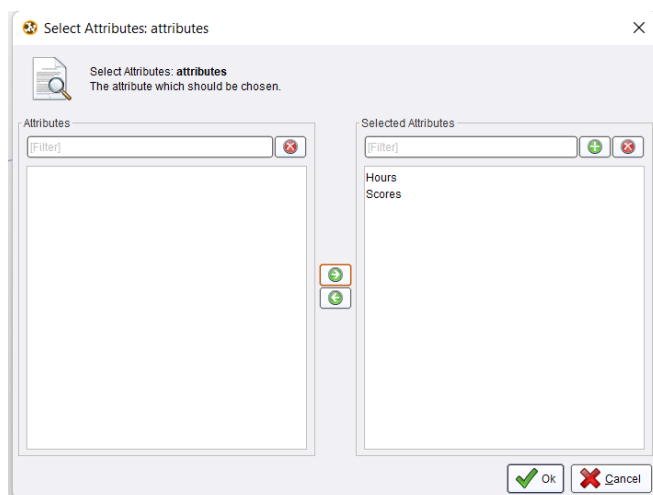 Select Attributes: attributes
Select Attributes: attributes
The attribute which should be chosen.
Attributes
[Filter]
Selected Attributes
[Filter]
Hours
Scores
Ok
Cancel